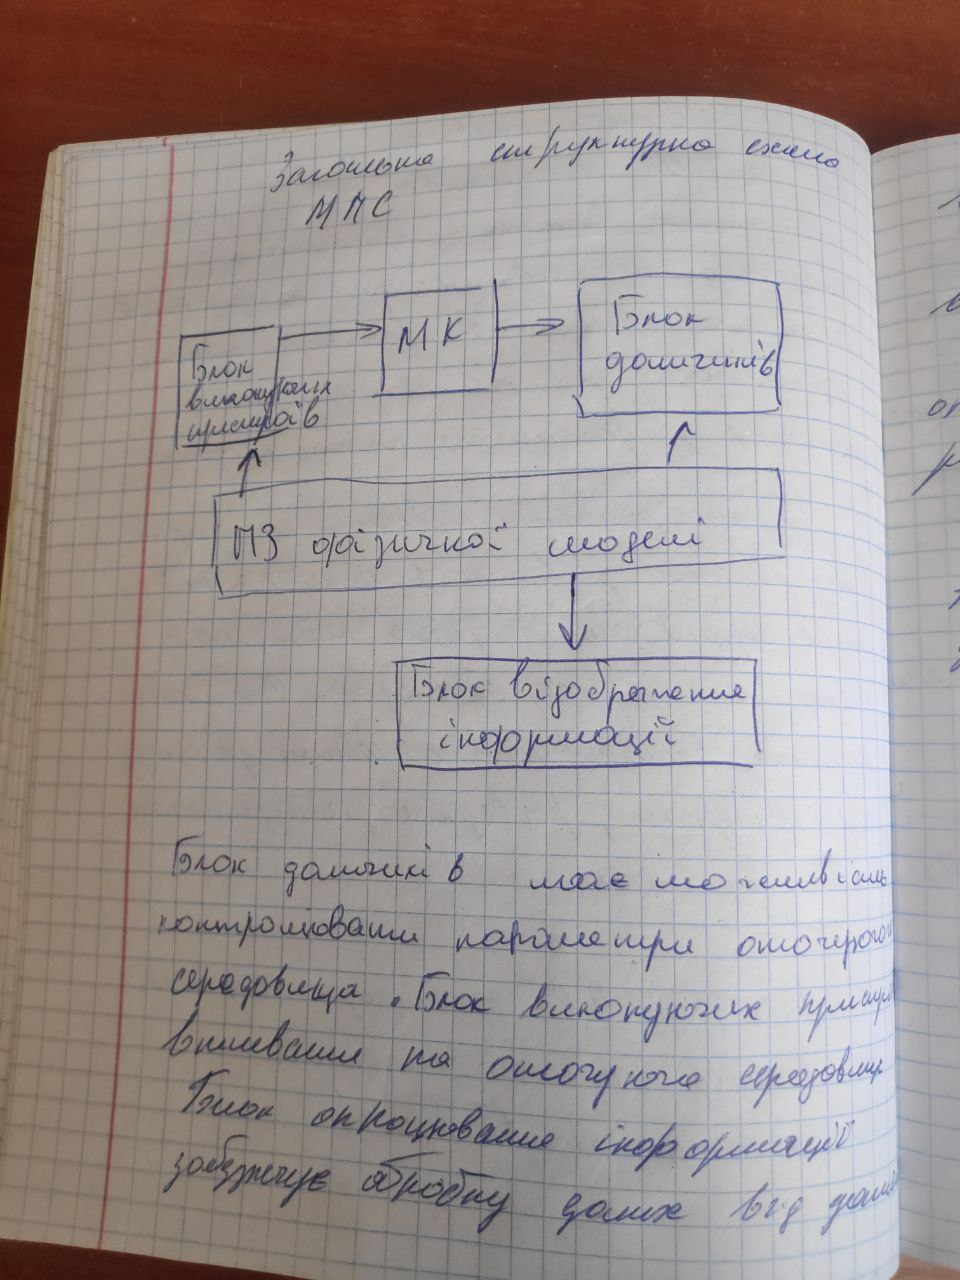 Загальна структурна схема
МПС
Блок
виконуючих
пристроїв
МК
Блок
датчиків
ПЗ фізичної моделі
Блок візображення
інформації
Блок датчиків має можливість
контролювати параметри оточуючого
середовища. Блок виконуючих
впливати на оточуюче середовище
Блок опрацювання інформації
забезпечує обробку даних від